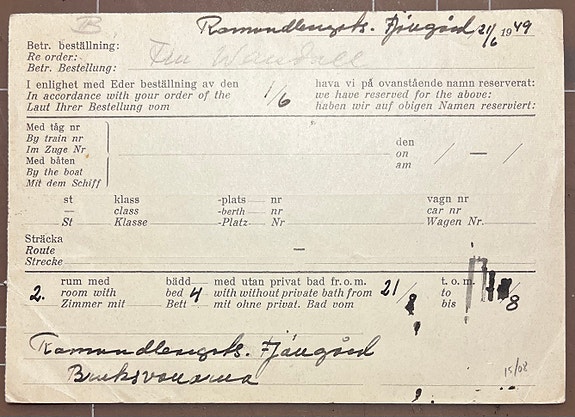 B Ramundbergets. Fjällgård 21/6 1949
Betr. beställning:
Re order: Wendall
Betr. Bestellung:
I enlighet med Eder beställning av den hava vi på ovanstående namn reserverat:
In accordance with your order of the 1/6 we have reserved for the above:
Laut Ihrer Bestellung vom haben wir auf obigen Namen reserviert:
Med tåg nr den
By train nr on / — /
Im Zuge Nr am
Med båten
By the boat
Mit dem Schiff
st klass -plats nr vagn nr
— class -berth nr car nr
St Klasse -Platz Nr Wagen Nr.
Sträcka
Route —
Strecke
rum med bädd med utan privat bad fr. o. m. t. o. m.
2. room with bed 4 with without private bath from 21/8 to /8
Zimmer mit Bett mit ohne privat. Bad vom bis
Ramundbergets. Fjällgård
Bruksvallarna
15/08